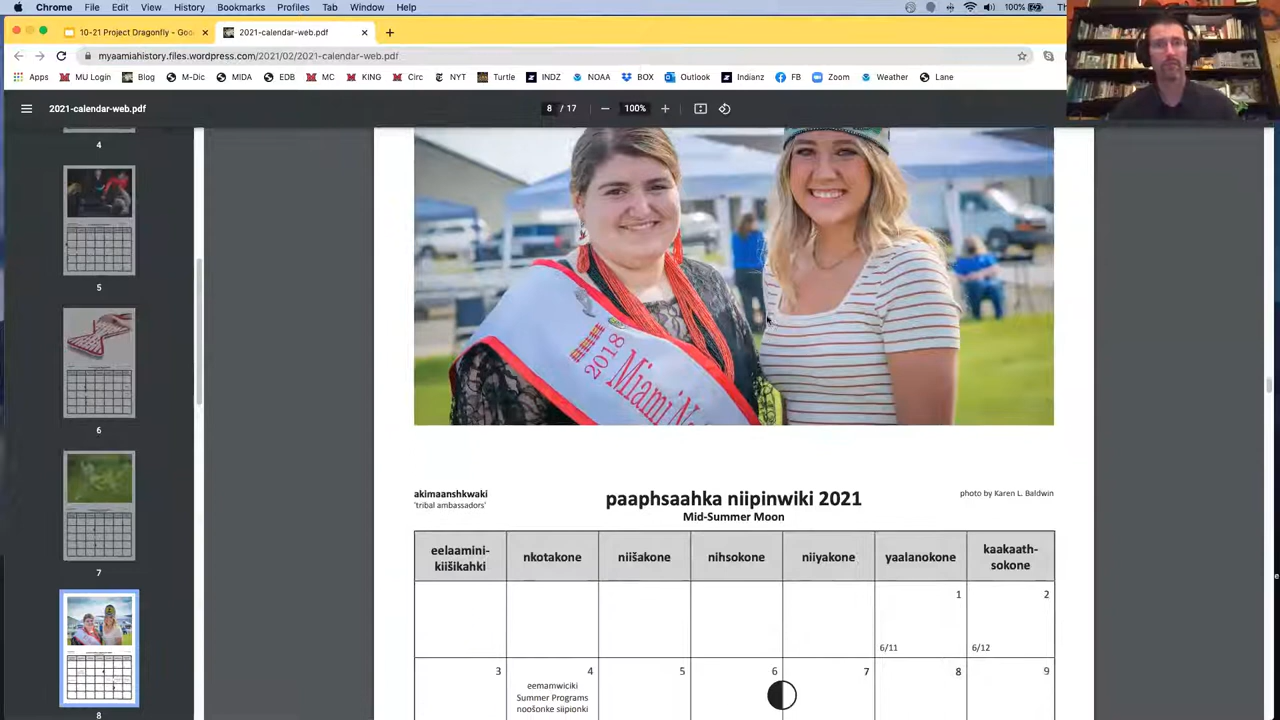 Chrome File Edit View History Bookmarks Profiles Tab Window Help 100%
10-21 Project Dragonfly - Goo 2021-calendar-web.pdf
myaamiahistory.files.wordpress.com/2021/02/2021-calendar-web.pdf
Apps MU Login Blog M-Dic MIDA EDB MC KING Circ NYT Turtle INDZ NOAA BOX Outlook Indianz FB Zoom Weather Lane
2021-calendar-web.pdf 8 / 17 100%
4
5
6
7
8
2018
Miami Na
akimaanshkwaki
'tribal ambassadors'
paaphsaahka niipinwiki 2021
Mid-Summer Moon
photo by Karen L. Baldwin
eelaamini-
kiišikahki
nkotakone
niišakone
nihsokone
niiyakone
yaalanokone
kaakaath-
sokone
1
2
6/11
6/12
3
4
5
6
7
8
9
eemamwiciki
Summer Programs
noošonke siipionki